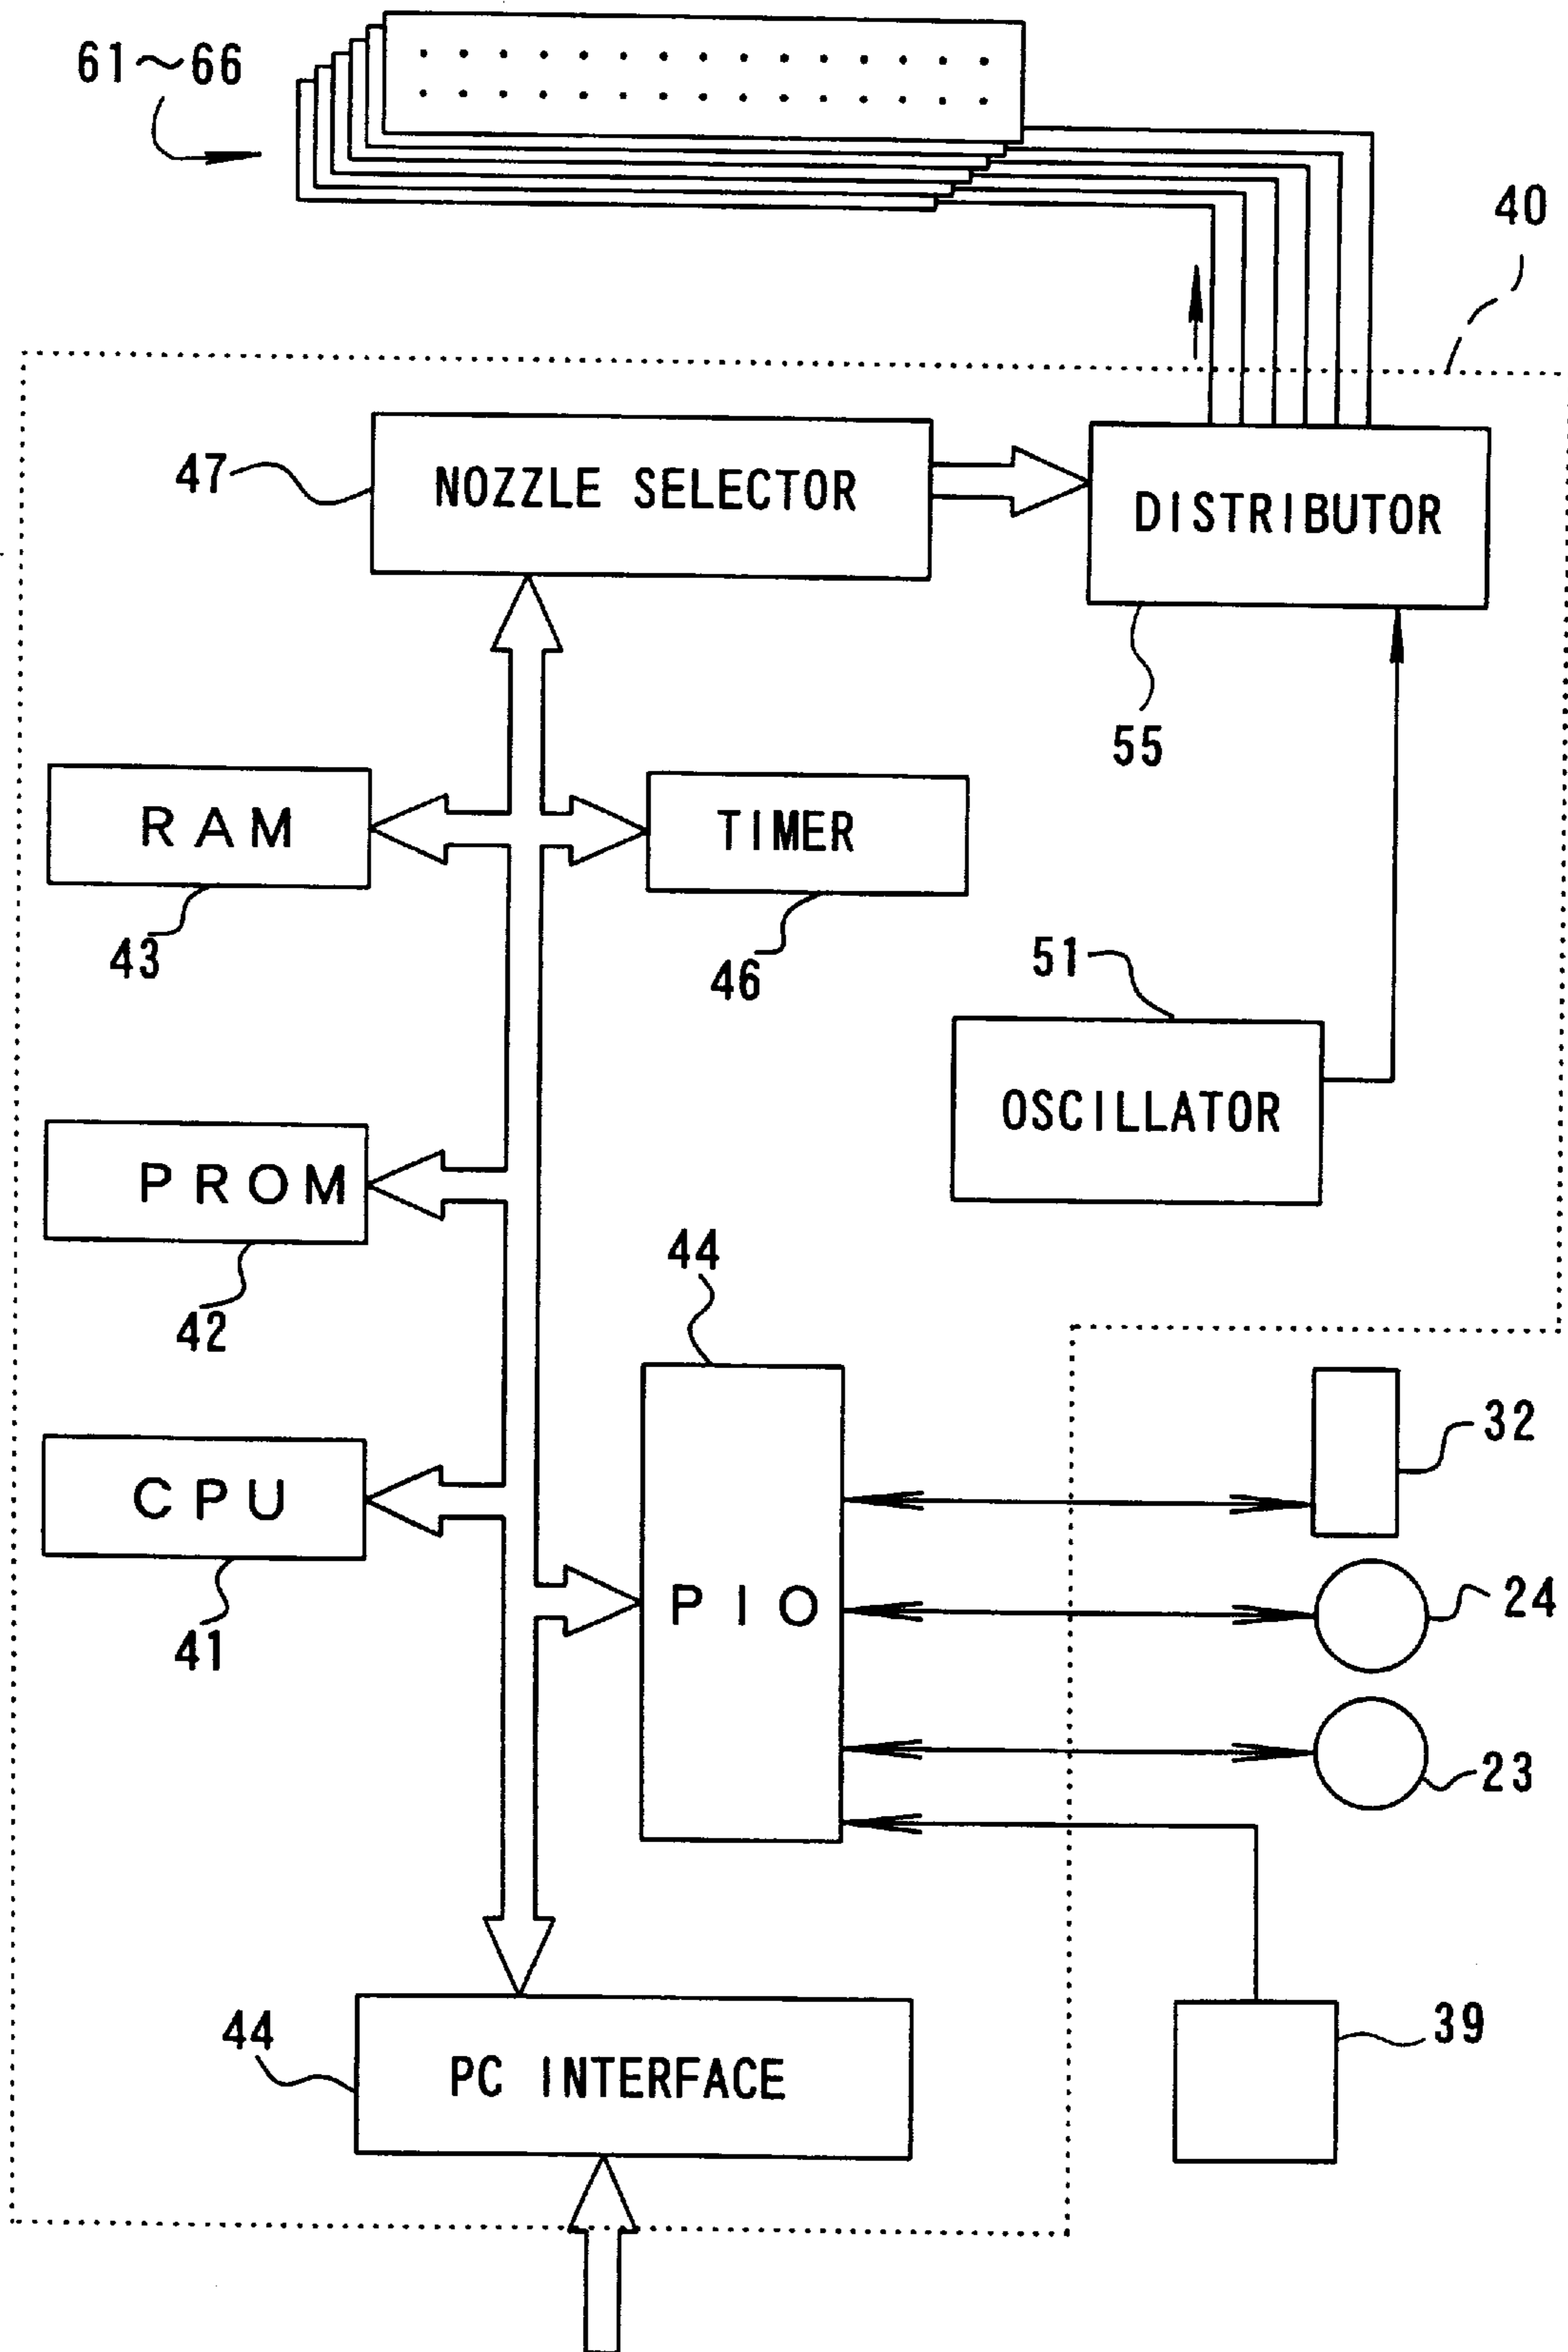 61~66
40
47
NOZZLE SELECTOR
DISTRIBUTOR
55
RAM
TIMER
43
46
51
OSCILLATOR
PROM
42
44
32
CPU
PIO
24
41
23
44
PC INTERFACE
39